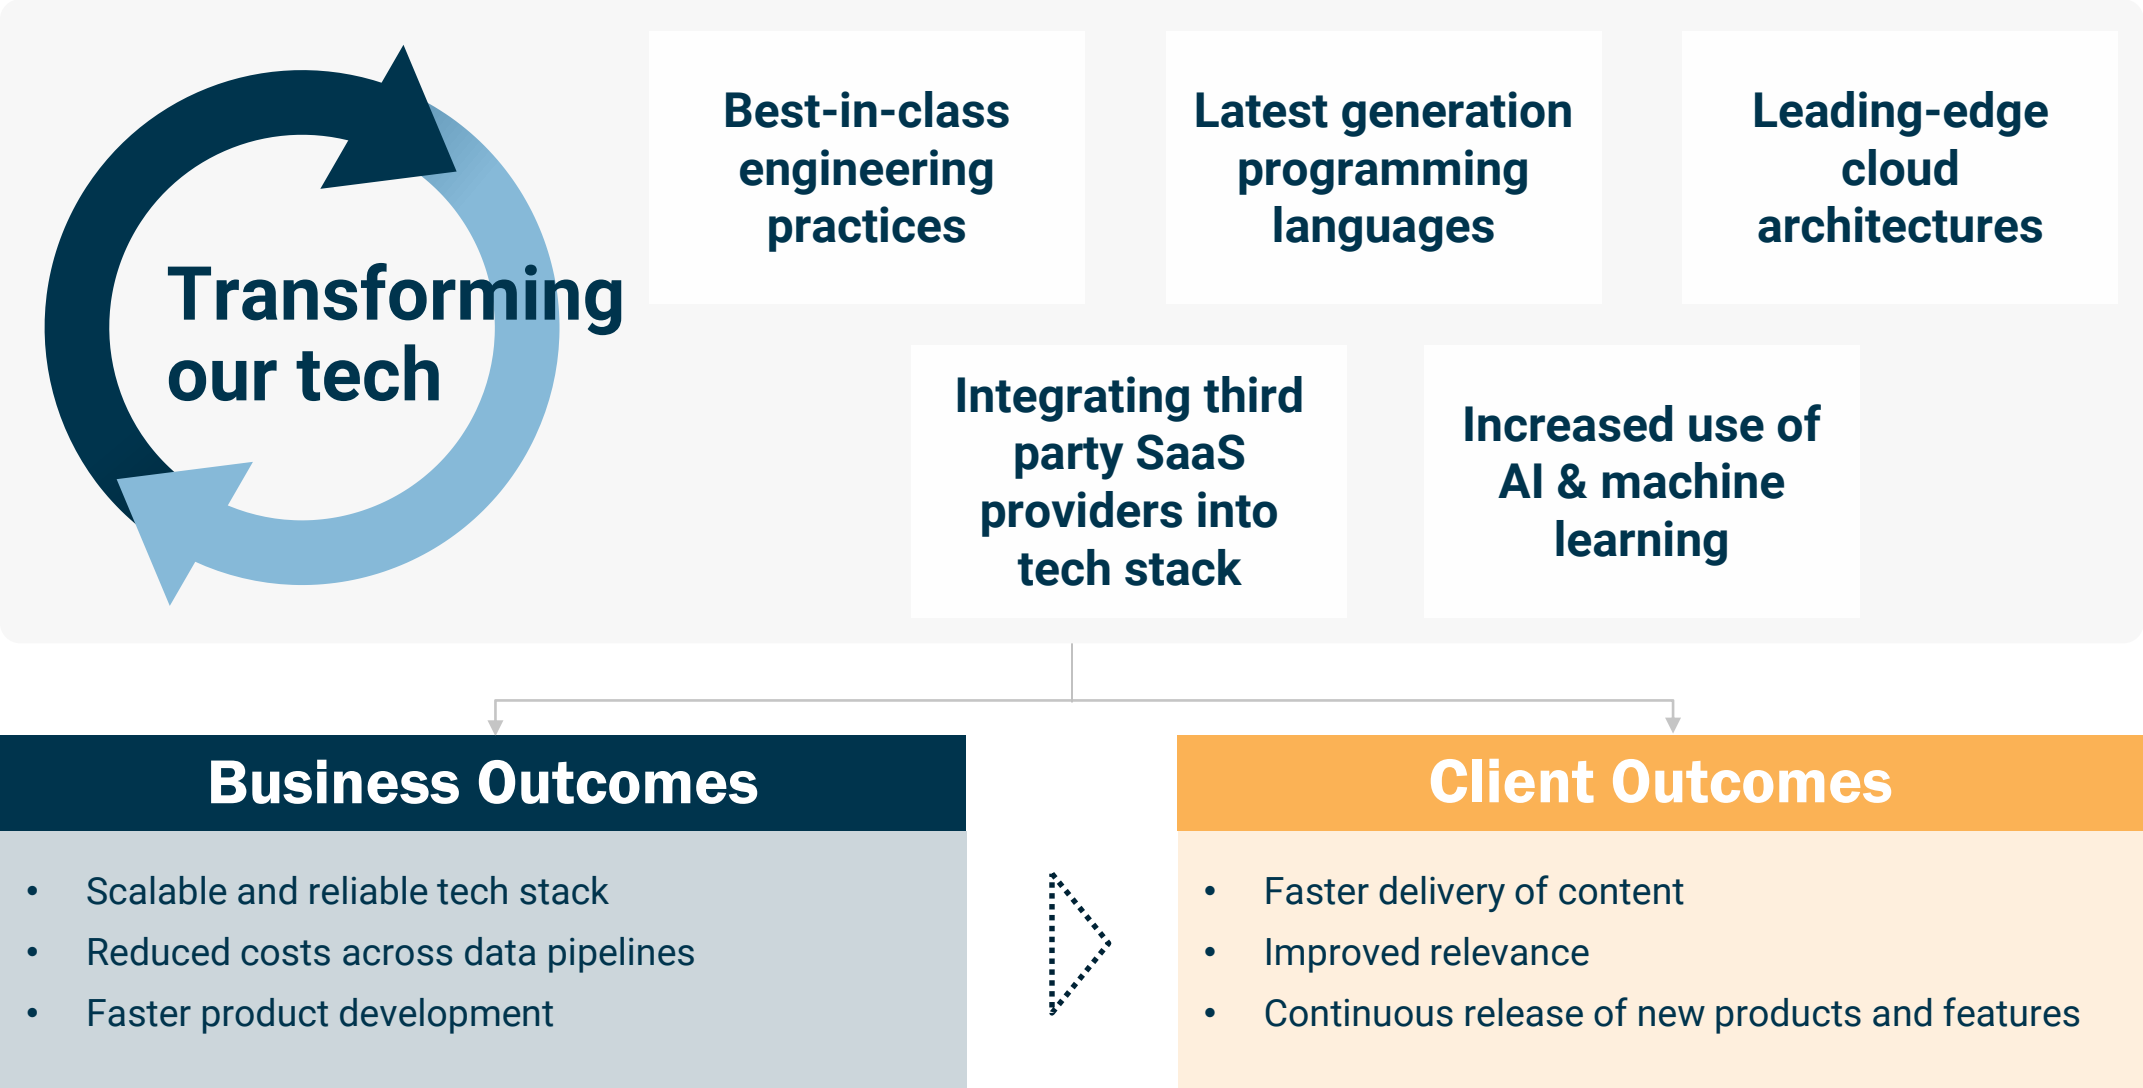 Transforming
our tech
Best-in-class
engineering
practices
Latest generation
programming
languages
Leading-edge
cloud
architectures
Integrating third
party SaaS
providers into
tech stack
Increased use of
AI & machine
learning
Business Outcomes
• Scalable and reliable tech stack
• Reduced costs across data pipelines
• Faster product development
Client Outcomes
• Faster delivery of content
• Improved relevance
• Continuous release of new products and features